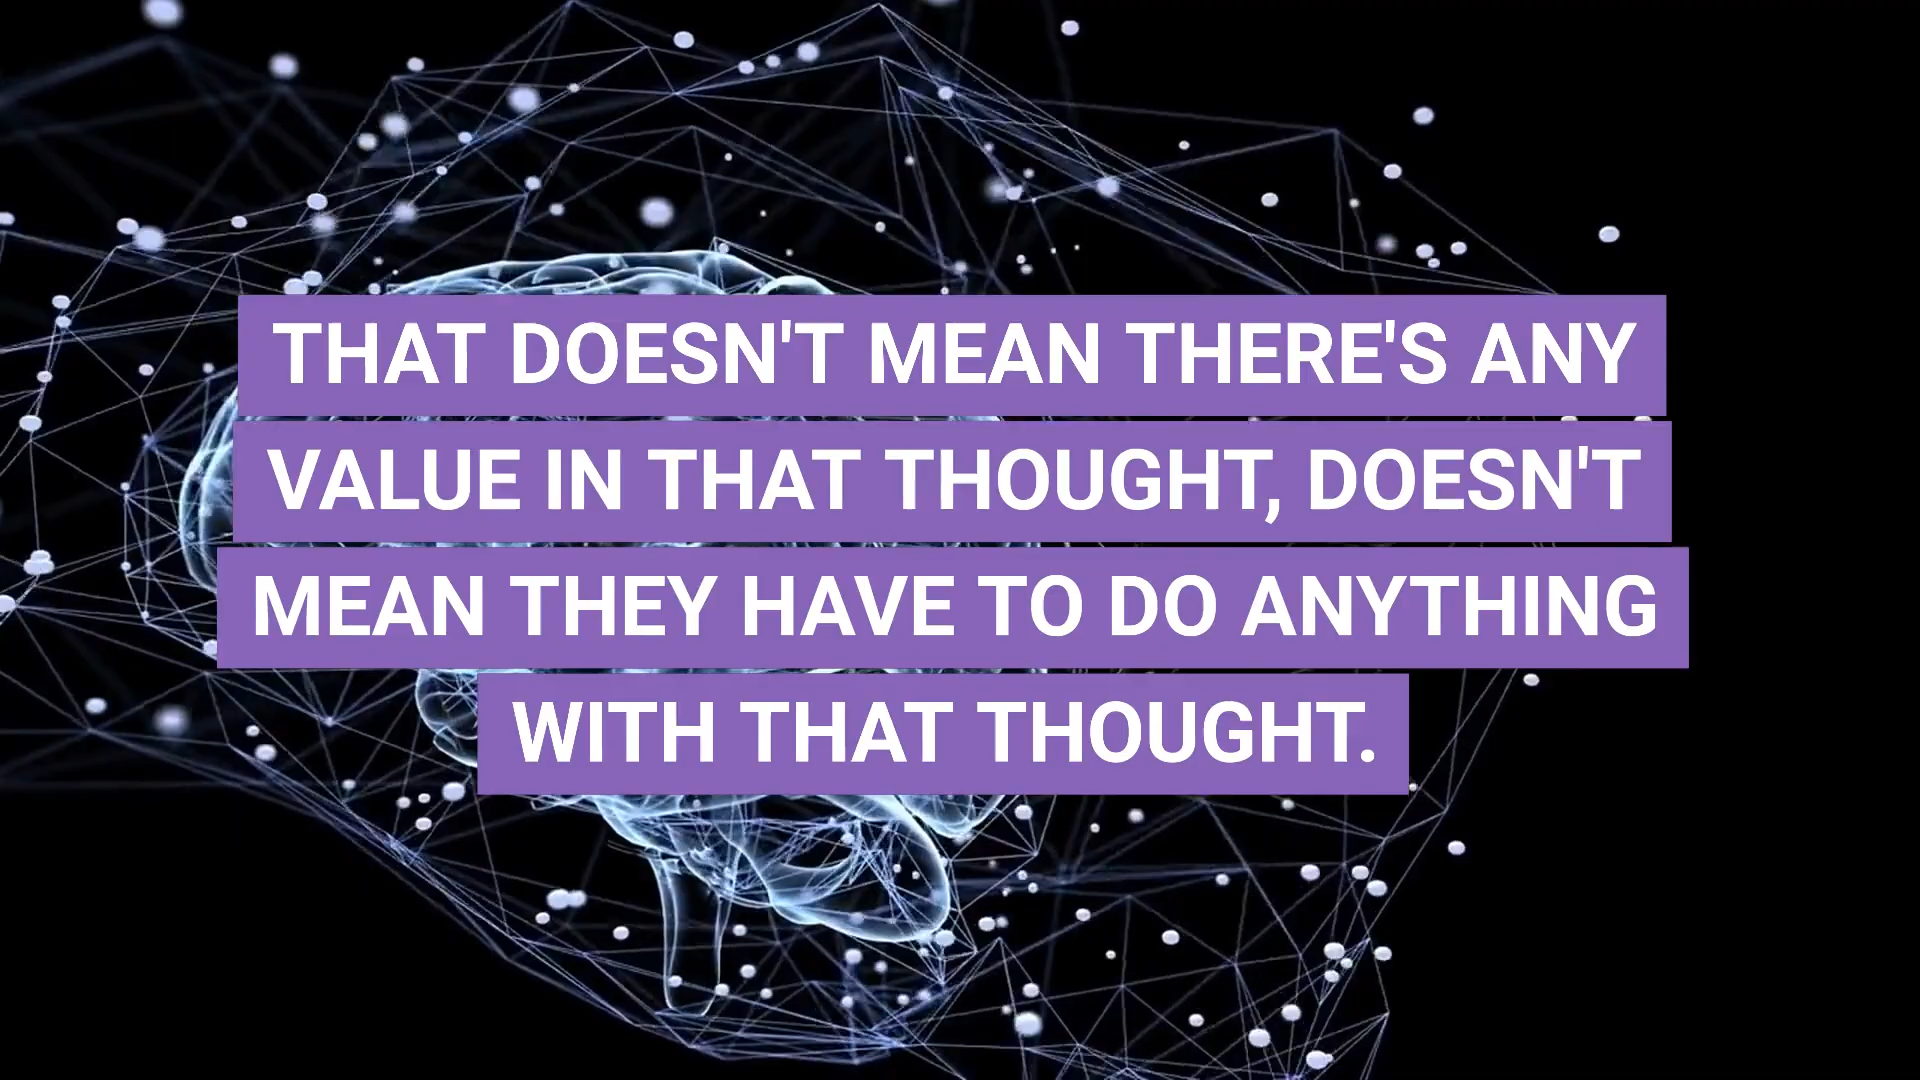 THAT DOESN'T MEAN THERE'S ANY
VALUE IN THAT THOUGHT, DOESN'T
MEAN THEY HAVE TO DO ANYTHING
WITH THAT THOUGHT.